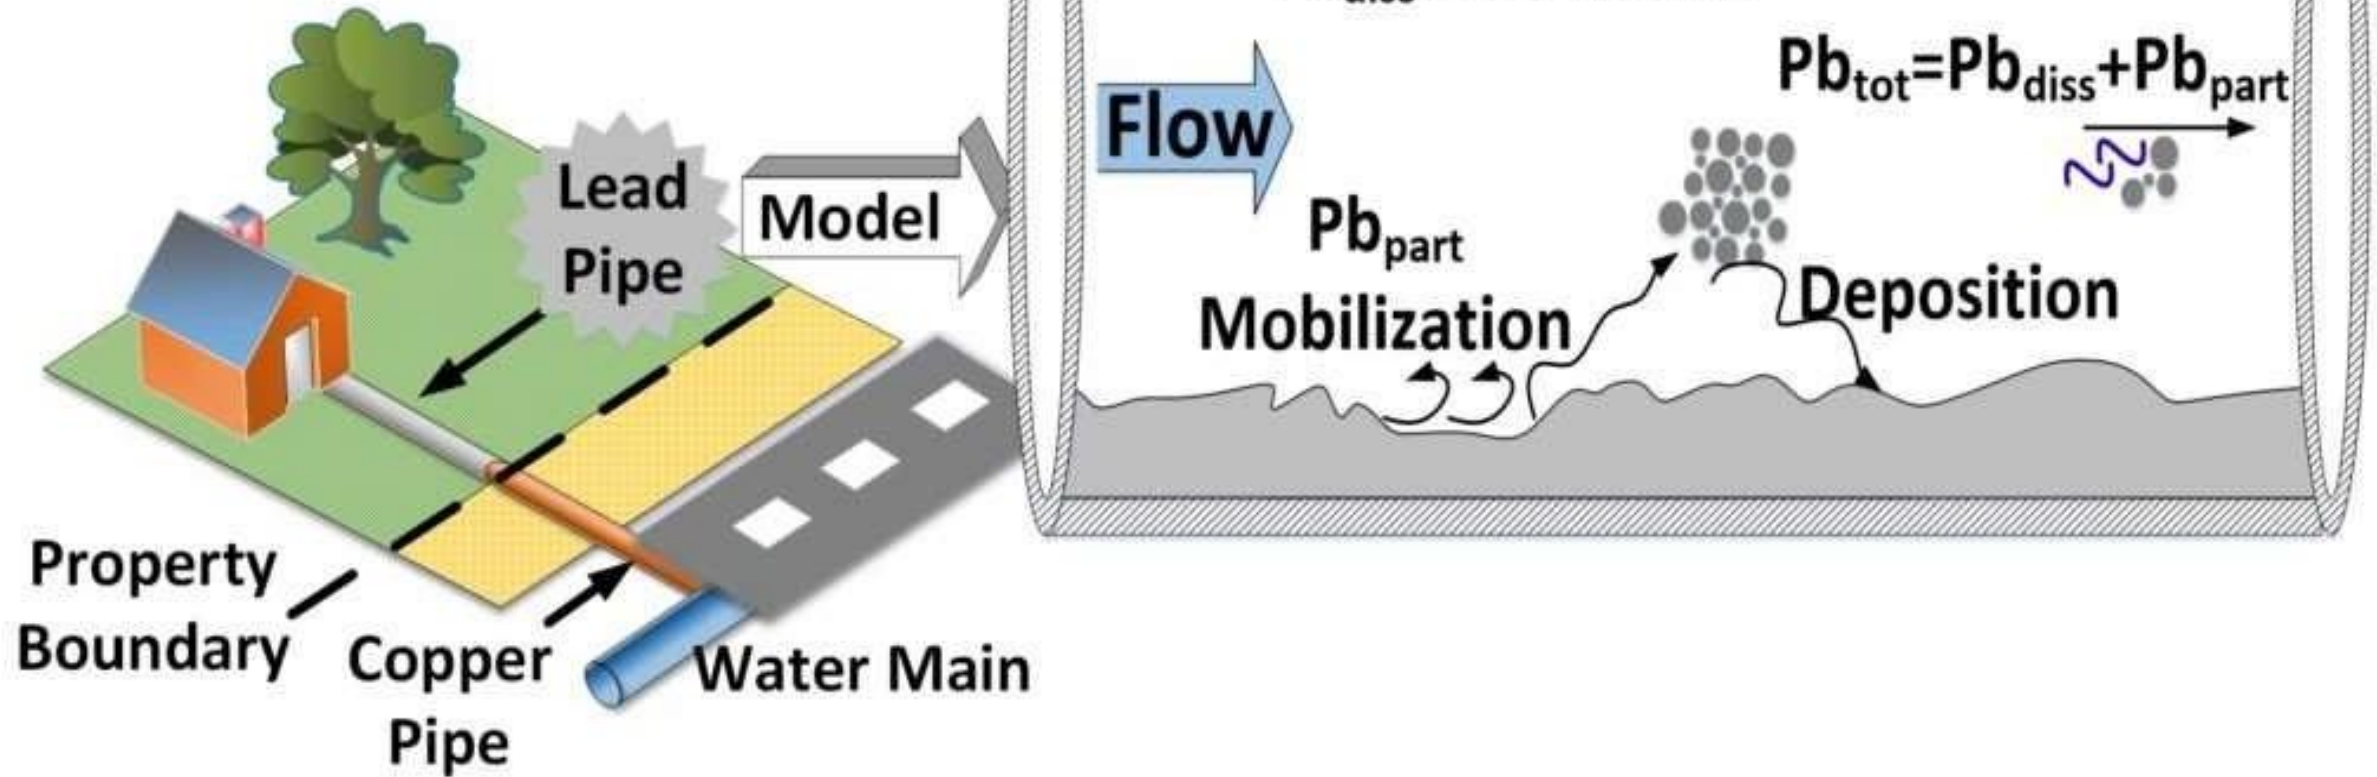 Pb_tot=Pb_diss+Pb_part
Flow
Lead
Pipe
Model
Pb_part
Mobilization
Deposition
Property
Boundary
Copper
Pipe
Water Main